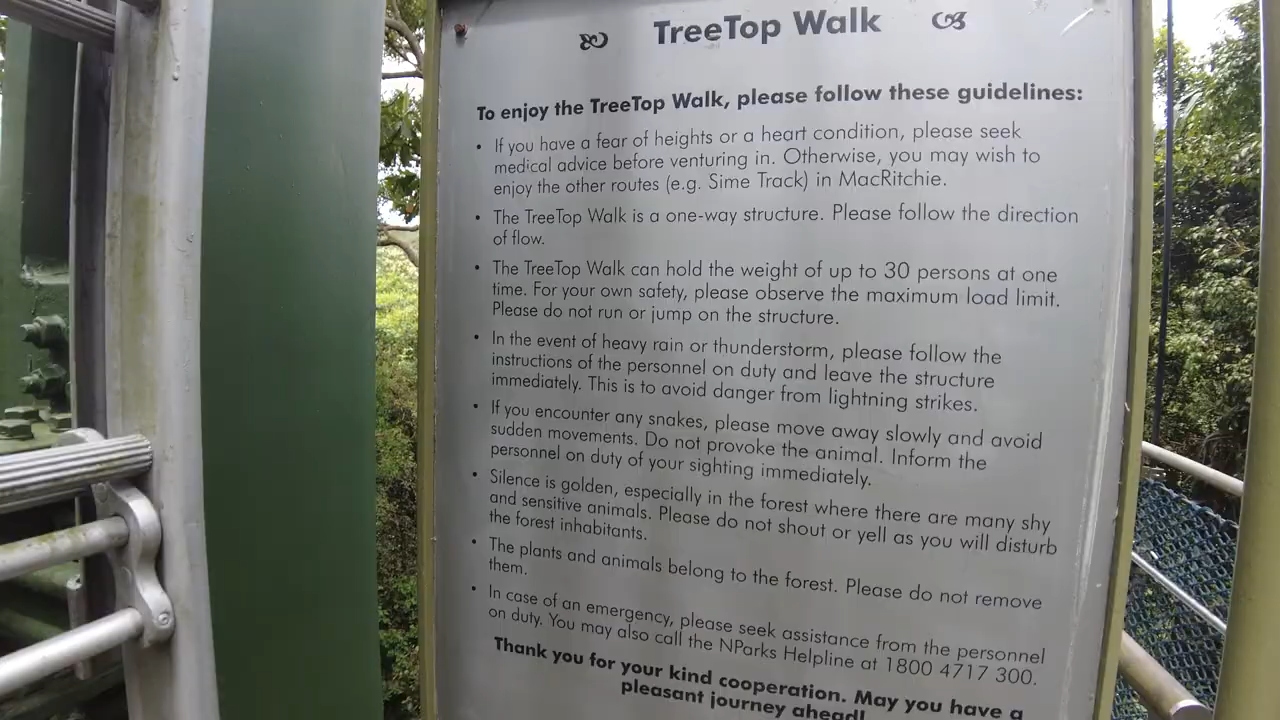 TreeTop Walk
To enjoy the TreeTop Walk, please follow these guidelines:
• If you have a fear of heights or a heart condition, please seek
medical advice before venturing in. Otherwise, you may wish to
enjoy the other routes (e.g. Sime Track) in MacRitchie.
• The TreeTop Walk is a one-way structure. Please follow the direction
of flow.
• The TreeTop Walk can hold the weight of up to 30 persons at one
time. For your own safety, please observe the maximum load limit.
Please do not run or jump on the structure.
• In the event of heavy rain or thunderstorm, please follow the
instructions of the personnel on duty and leave the structure
immediately. This is to avoid danger from lightning strikes.
• If you encounter any snakes, please move away slowly and avoid
sudden movements. Do not provoke the animal. Inform the
personnel on duty of your sighting immediately.
• Silence is golden, especially in the forest where there are many shy
and sensitive animals. Please do not shout or yell as you will disturb
the forest inhabitants.
• The plants and animals belong to the forest. Please do not remove
them.
• In case of an emergency, please seek assistance from the personnel
on duty. You may also call the NParks Helpline at 1800 4717 300.
Thank you for your kind cooperation. May you have a
pleasant journey ahead!